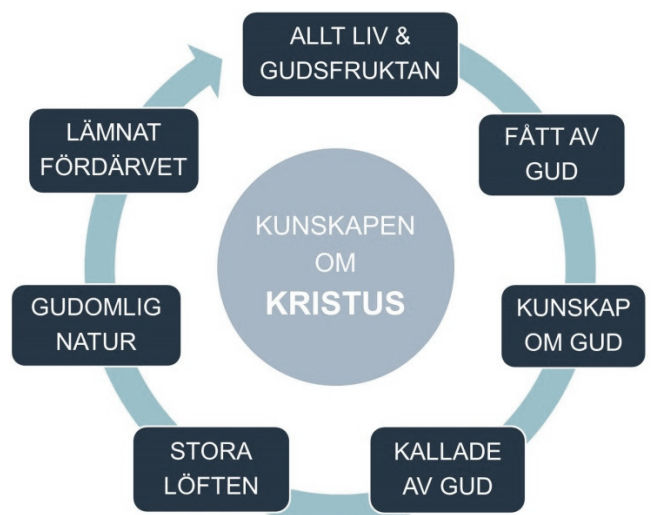 ALLT LIV &
GUDSFRUKTAN
FÅTT AV
GUD
KUNSKAP
OM GUD
KALLADE
AV GUD
STORA
LÖFTEN
GUDOMLIG
NATUR
LÄMNAT
FÖRDÄRVET
KUNSKAPEN
OM
KRISTUS